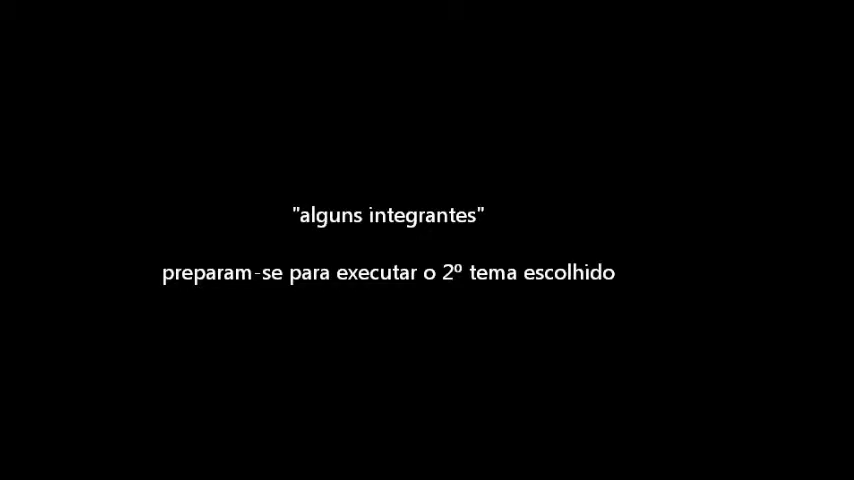 "alguns integrantes"
preparam-se para executar o 2º tema escolhido